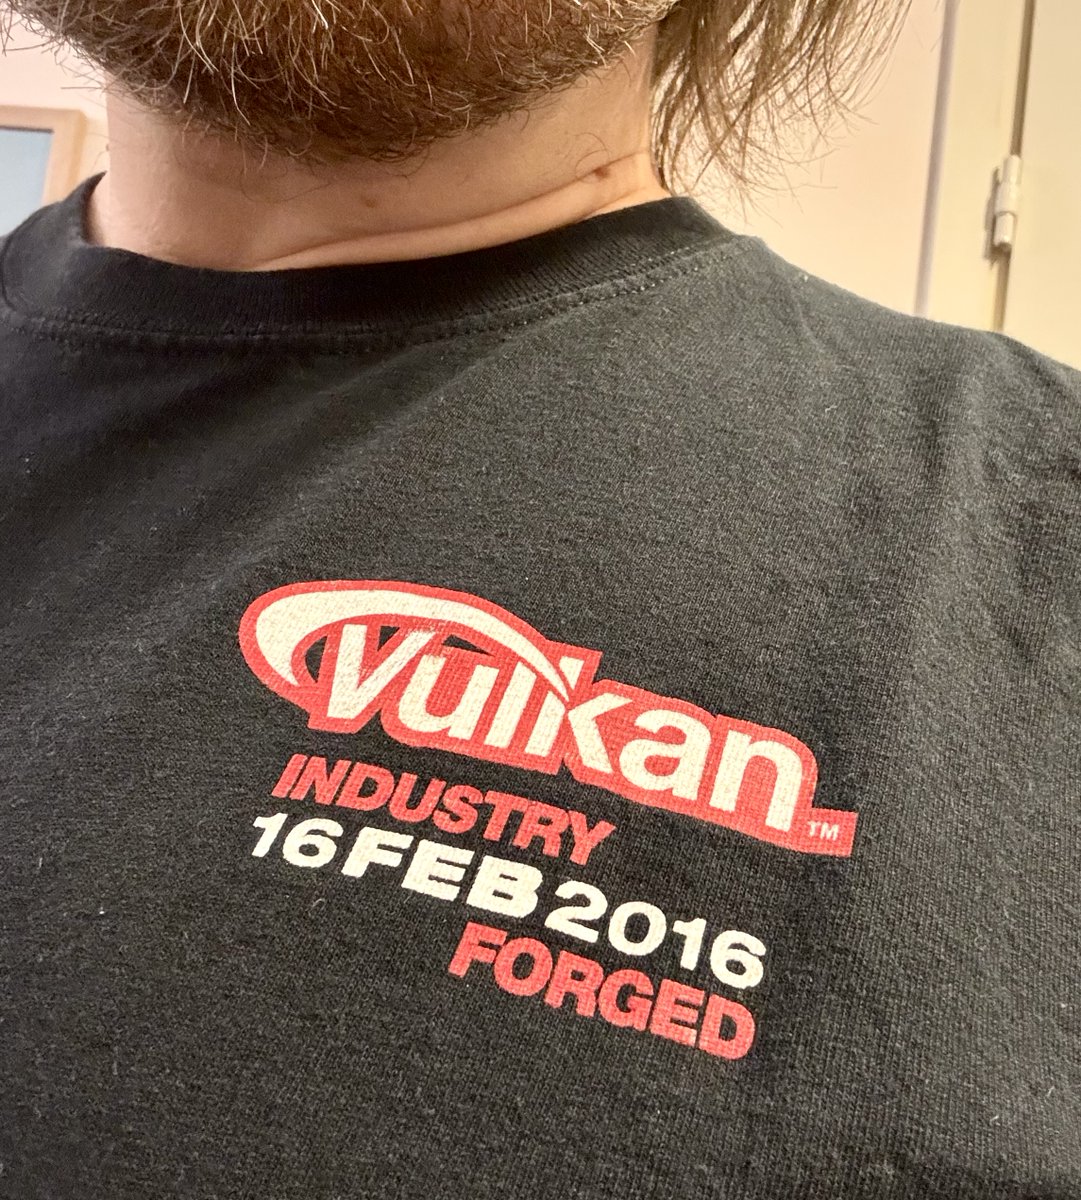 Vulkan™
INDUSTRY
16 FEB 2016
FORGED